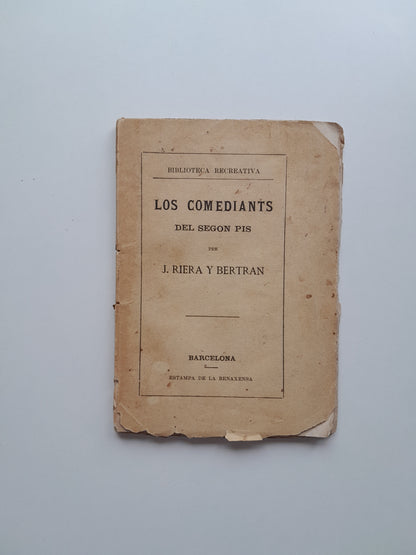 BIBLIOTECA RECREATIVA
LOS COMEDIANTS
DEL SEGON PIS
PER
J. RIERA Y BERTRAN
BARCELONA
ESTAMPA DE LA RENAXENSA